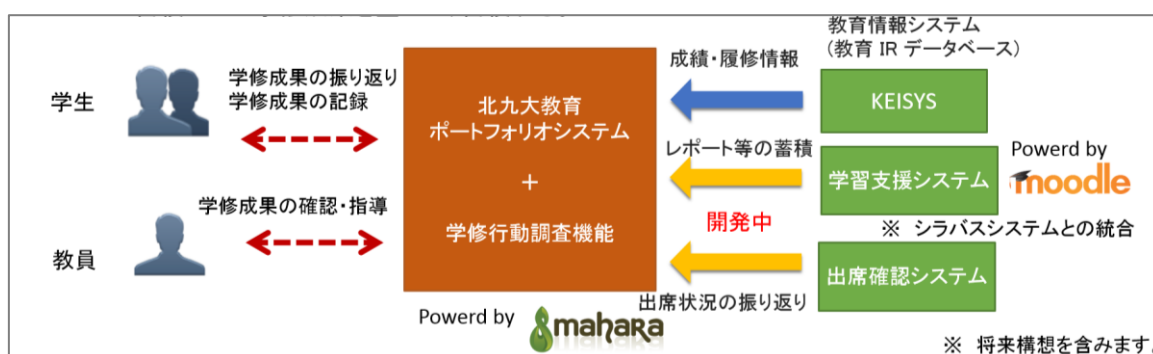 教育情報システム
(教育 IR データベース)
学生
学修成果の振り返り
学修成果の記録
北九大教育
ポートフォリオシステム
+
学修行動調査機能
成績・履修情報
KEISYS
レポート等の蓄積
学習支援システム
Powerd by
moodle
※ シラバスシステムとの統合
開発中
教員
学修成果の確認・指導
出席確認システム
出席状況の振り返り
Powerd by
mahara
※ 将来構想を含みます。